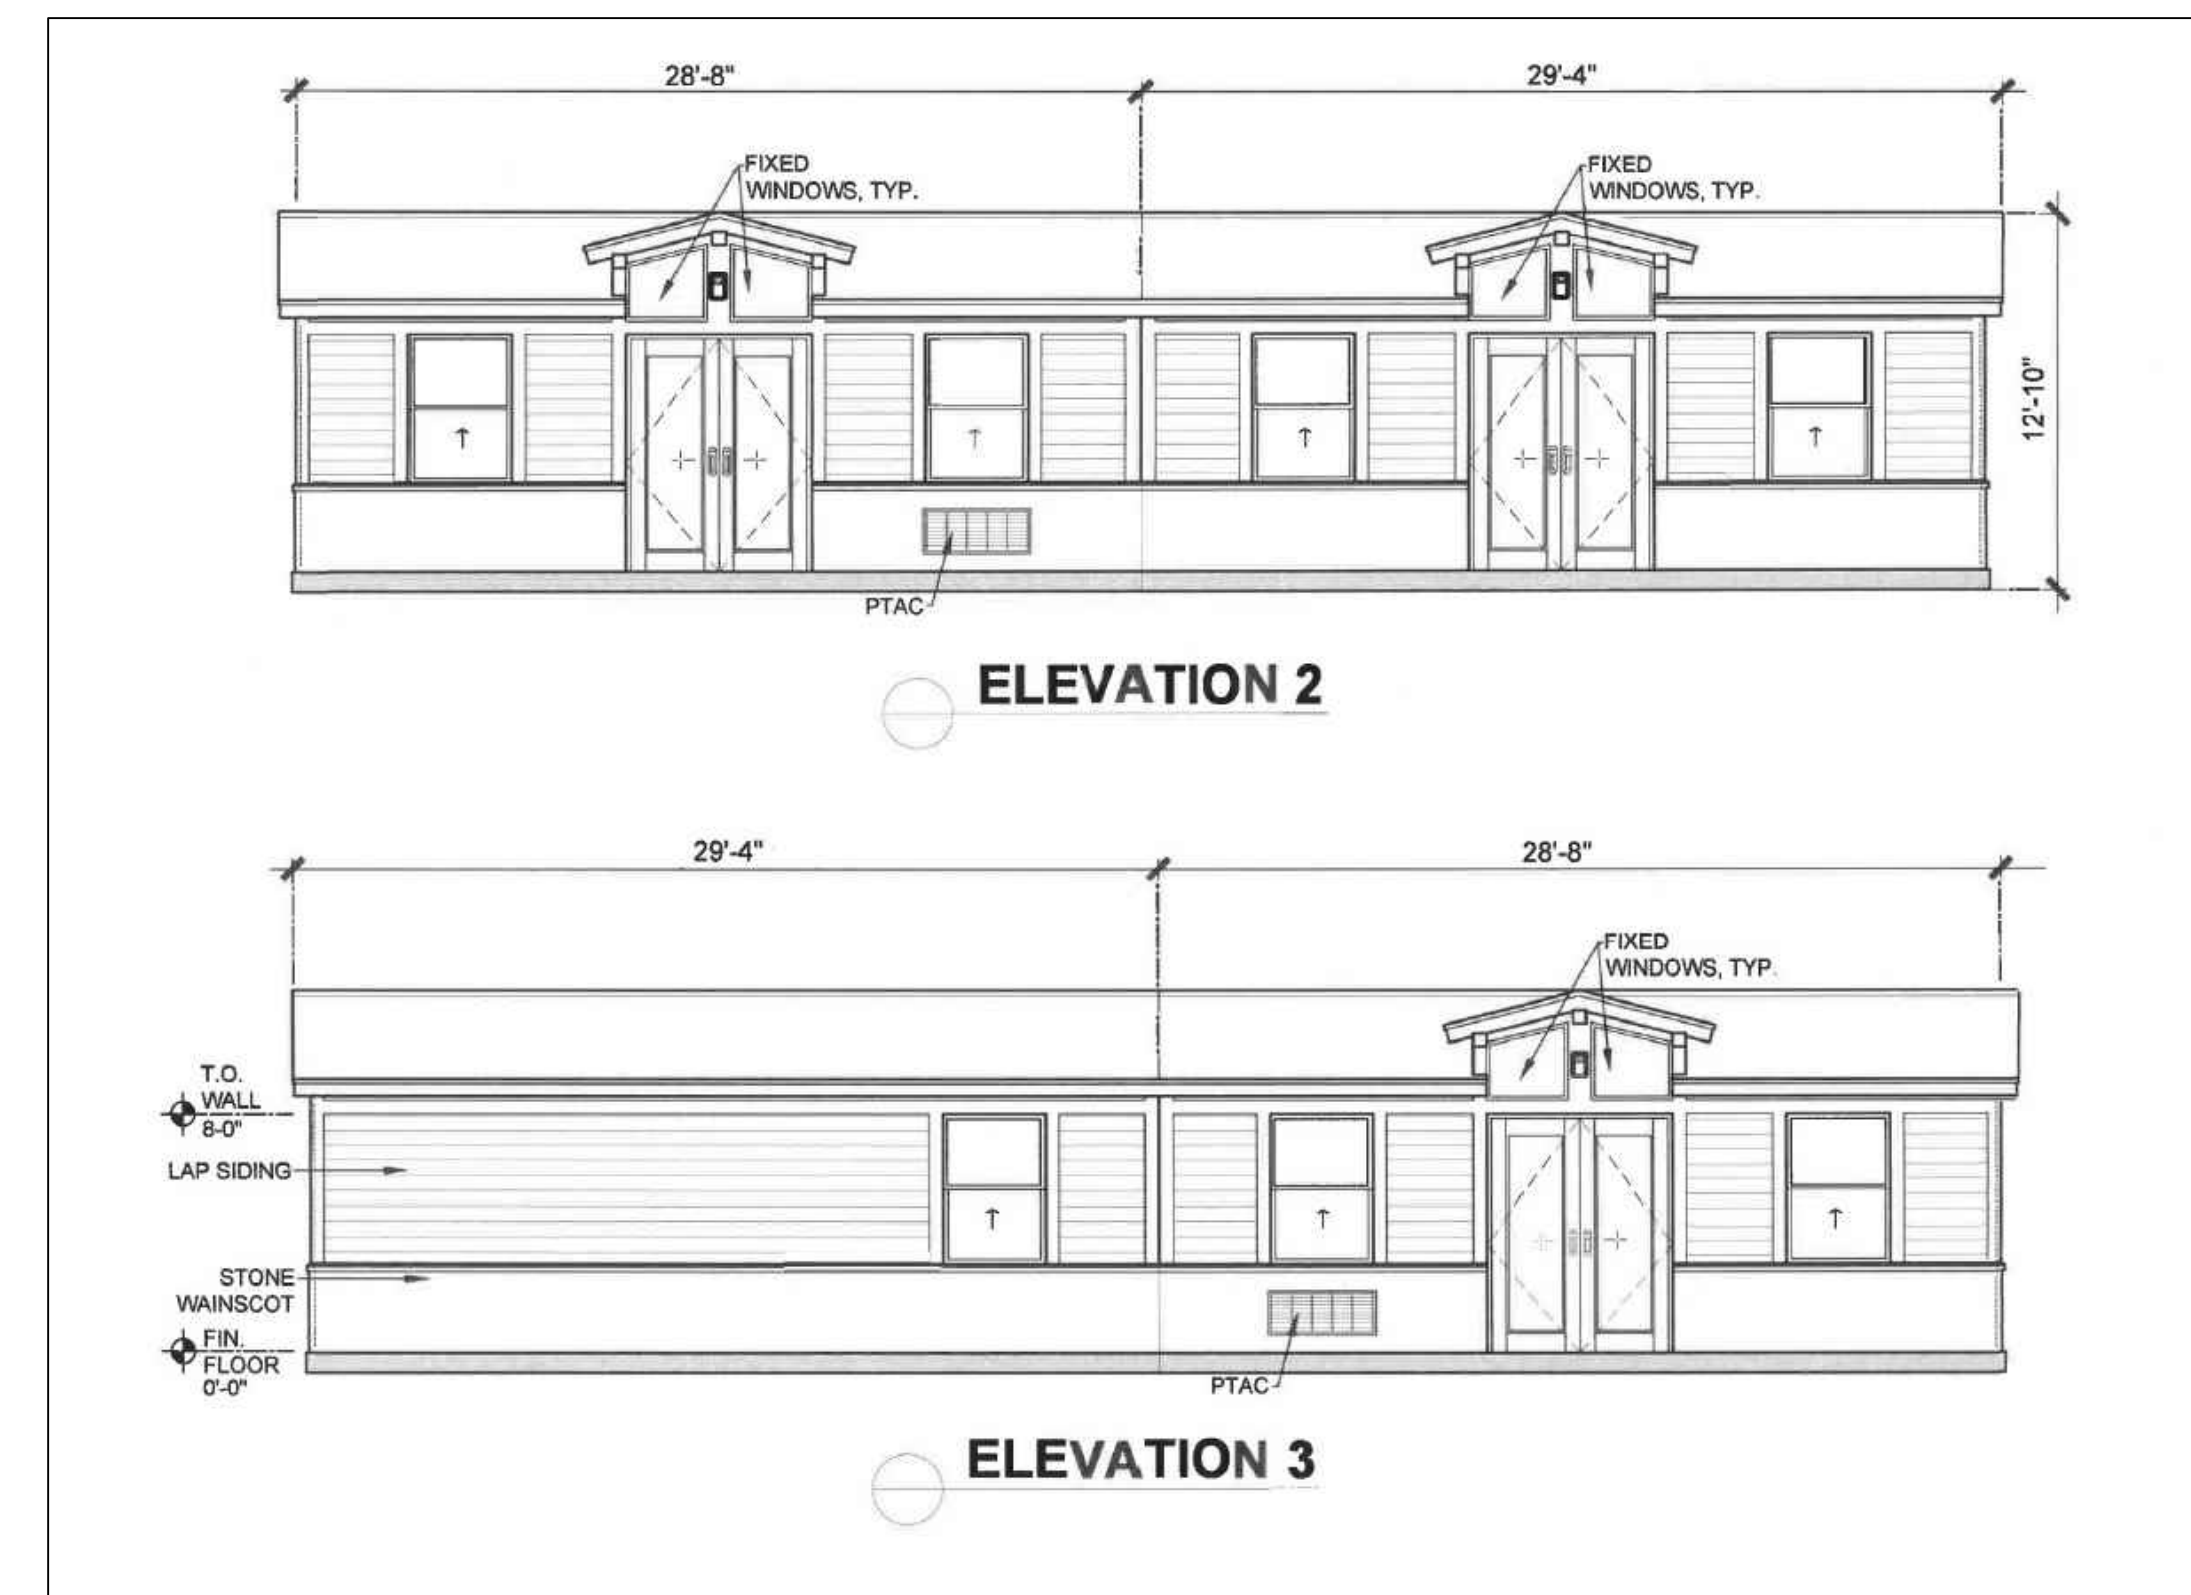 28'-8"
29'-4"
FIXED
WINDOWS, TYP.
FIXED
WINDOWS, TYP.
12'-10"
PTAC
ELEVATION 2
29'-4"
28'-8"
FIXED
WINDOWS, TYP.
T.O.
WALL
8-0"
LAP SIDING
STONE
WAINSCOT
FIN.
FLOOR
0'-0"
PTAC
ELEVATION 3